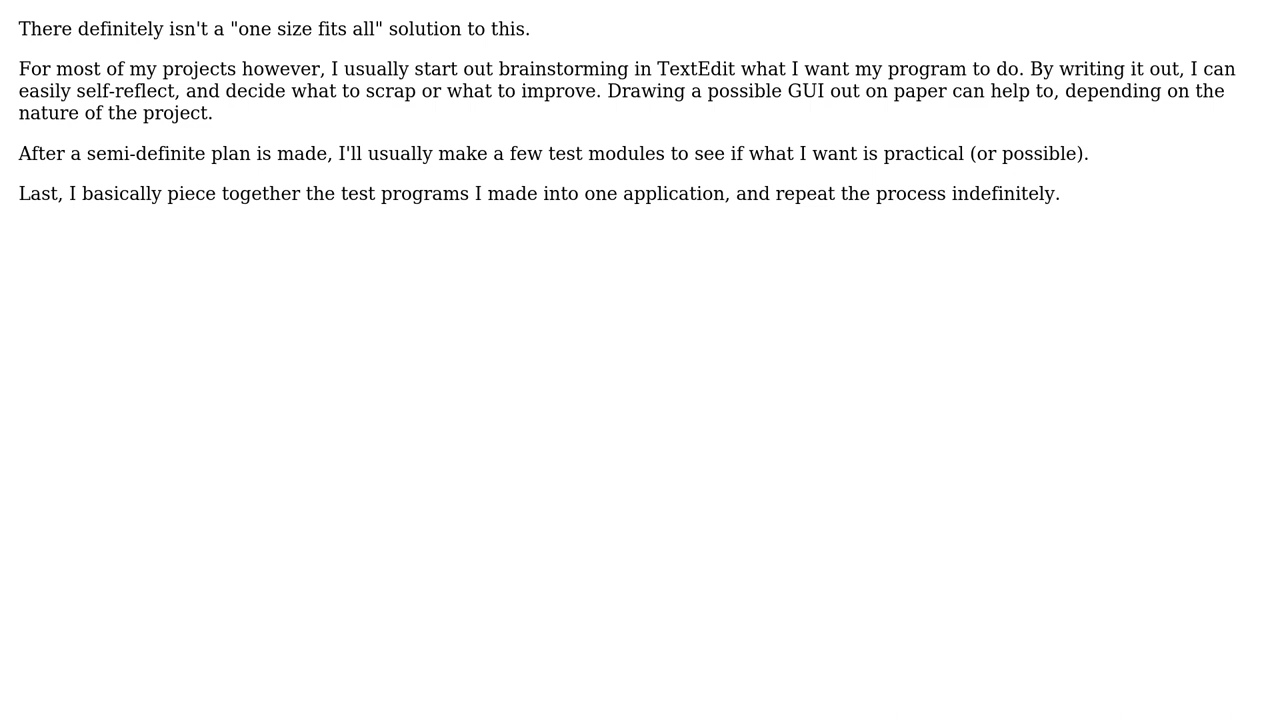 There definitely isn't a "one size fits all" solution to this.
For most of my projects however, I usually start out brainstorming in TextEdit what I want my program to do. By writing it out, I can
easily self-reflect, and decide what to scrap or what to improve. Drawing a possible GUI out on paper can help to, depending on the
nature of the project.
After a semi-definite plan is made, I'll usually make a few test modules to see if what I want is practical (or possible).
Last, I basically piece together the test programs I made into one application, and repeat the process indefinitely.